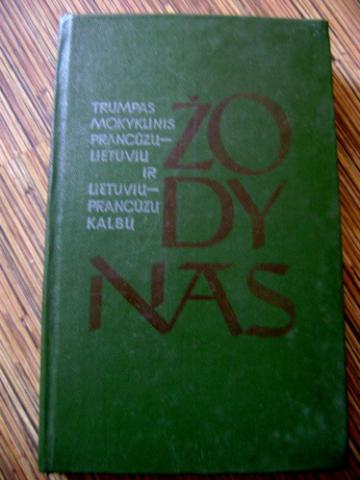 TRUMPAS
MOKYKLINIS
PRANCŪZŲ—
LIETUVIŲ
IR
LIETUVIŲ—
PRANCŪZŲ
KALBŲ
ŽO
DY
NAS